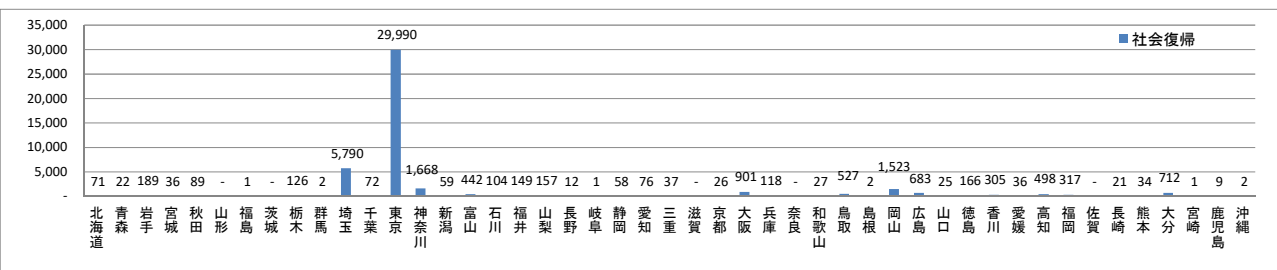 35,000
30,000
25,000
20,000
15,000
10,000
5,000
-
社会復帰
71 22 189 36 89 - 1 - 126 2 5,790 72 29,990 1,668 59 442 104 149 157 12 1 58 76 37 - 26 901 118 - 27 527 2 1,523 683 25 166 305 36 498 317 - 21 34 712 1 9 2
北海道 青森 岩手 宮城 秋田 山形 福島 茨城 栃木 群馬 埼玉 千葉 東京 神奈川 新潟 富山 石川 福井 山梨 長野 岐阜 静岡 愛知 三重 滋賀 京都 大阪 兵庫 奈良 和歌山 鳥取 島根 岡山 広島 山口 徳島 香川 愛媛 高知 福岡 佐賀 長崎 熊本 大分 宮崎 鹿児島 沖縄